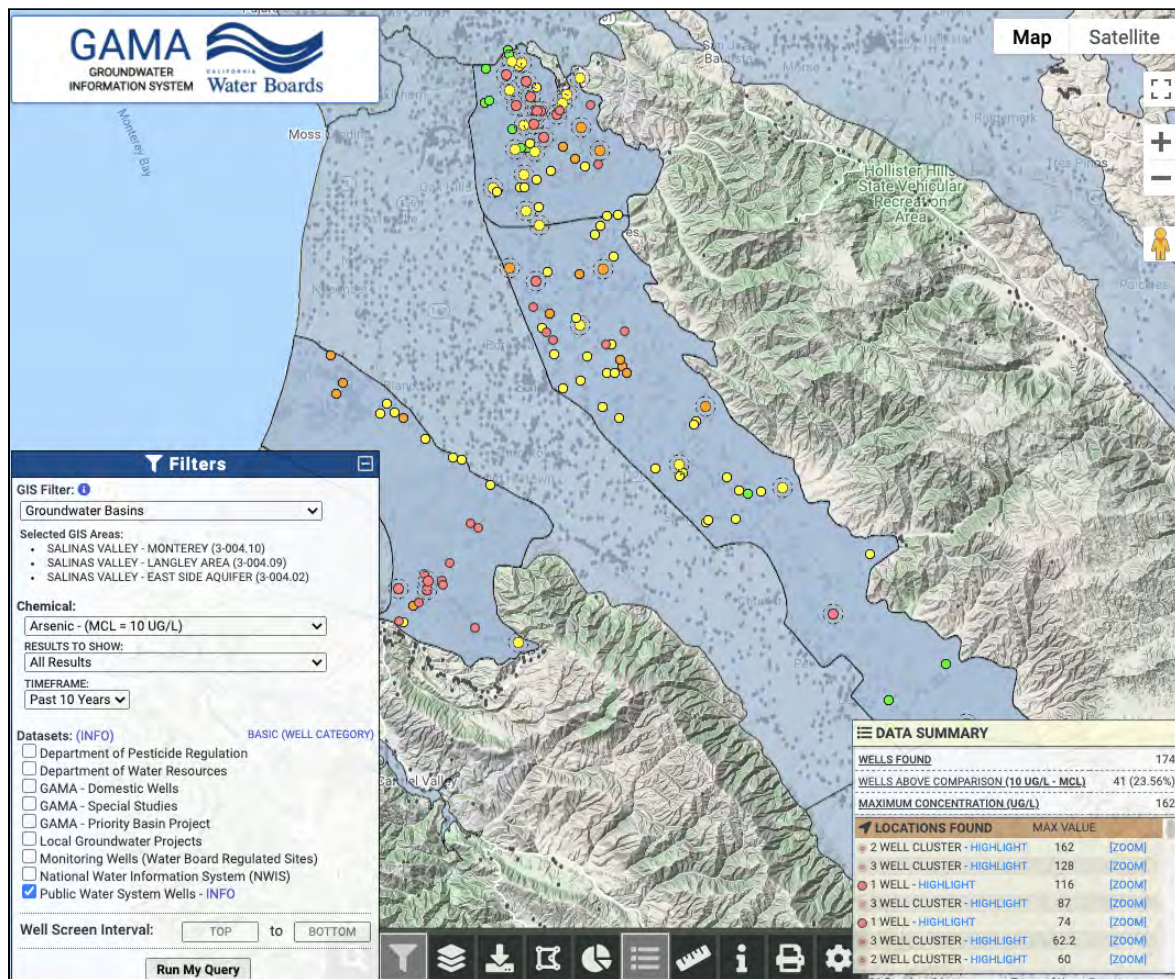 GAMA
GROUNDWATER
INFORMATION SYSTEM
CALIFORNIA
Water Boards
Map
Satellite
Monterey Bay
Moss
Hollister Hills
State Vehicular
Recreation
Area
Tres Pinos
Filters
GIS Filter:
Groundwater Basins
Selected GIS Areas:
• SALINAS VALLEY - MONTEREY (3-004.10)
• SALINAS VALLEY - LANGLEY AREA (3-004.09)
• SALINAS VALLEY - EAST SIDE AQUIFER (3-004.02)
Chemical:
Arsenic - (MCL = 10 UG/L)
RESULTS TO SHOW:
All Results
TIMEFRAME:
Past 10 Years
Datasets: (INFO)
BASIC (WELL CATEGORY)
Department of Pesticide Regulation
Department of Water Resources
GAMA - Domestic Wells
GAMA - Special Studies
GAMA - Priority Basin Project
Local Groundwater Projects
Monitoring Wells (Water Board Regulated Sites)
National Water Information System (NWIS)
Public Water System Wells - INFO
Well Screen Interval: TOP to BOTTOM
Run My Query
Valley
DATA SUMMARY
WELLS FOUND 174
WELLS ABOVE COMPARISON (10 UG/L - MCL) 41 (23.56%)
MAXIMUM CONCENTRATION (UG/L) 162
LOCATIONS FOUND MAX VALUE
2 WELL CLUSTER - HIGHLIGHT 162 [ZOOM]
3 WELL CLUSTER - HIGHLIGHT 128 [ZOOM]
1 WELL - HIGHLIGHT 116 [ZOOM]
3 WELL CLUSTER - HIGHLIGHT 87 [ZOOM]
1 WELL - HIGHLIGHT 74 [ZOOM]
3 WELL CLUSTER - HIGHLIGHT 62.2 [ZOOM]
2 WELL CLUSTER - HIGHLIGHT 60 [ZOOM]